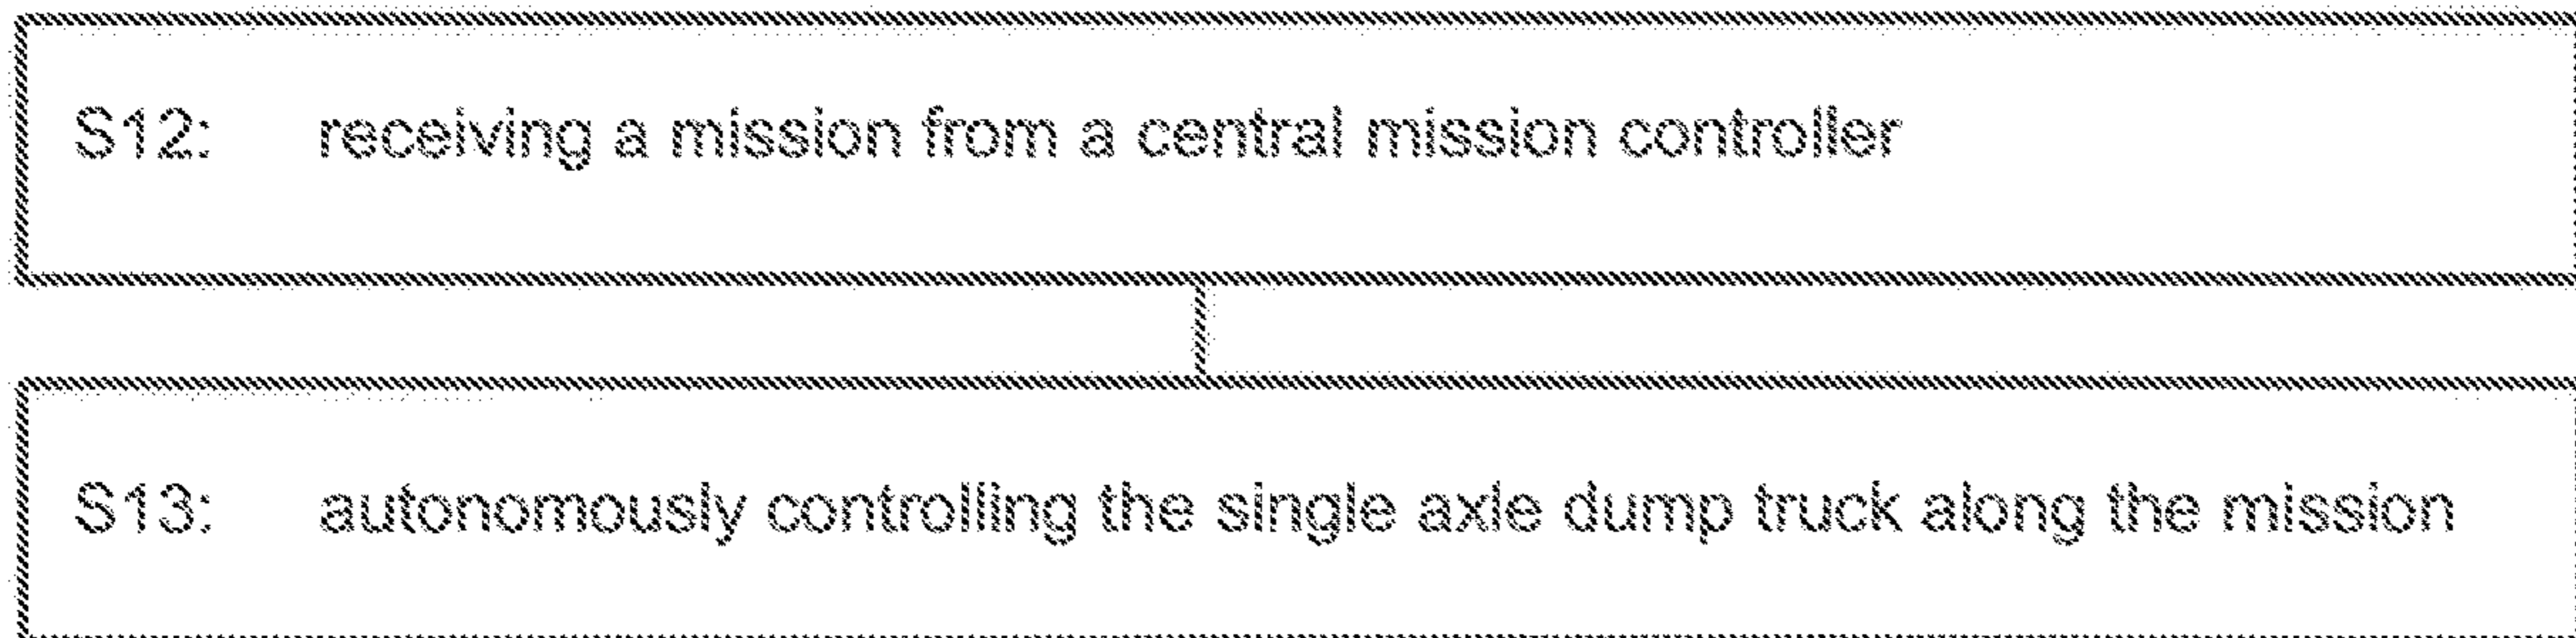 S12: receiving a mission from a central mission controller
S13: autonomously controlling the single axle dump truck along the mission